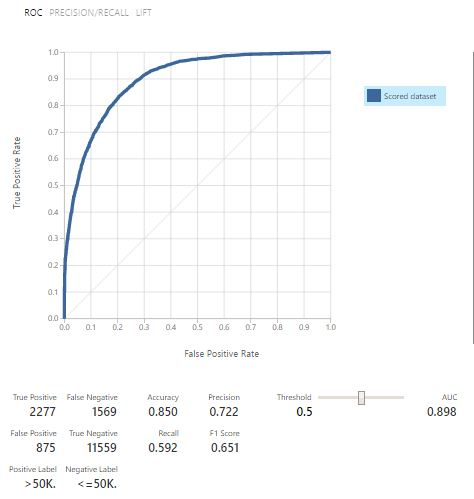 ROC PRECISION/RECALL LIFT
1.0
0.9
0.8
0.7
0.6
0.5
0.4
0.3
0.2
0.1
0.0
0.0 0.1 0.2 0.3 0.4 0.5 0.6 0.7 0.8 0.9 1.0
True Positive Rate
False Positive Rate
Scored dataset
True Positive False Negative Accuracy Precision Threshold AUC
2277 1569 0.850 0.722 0.5 0.898
False Positive True Negative Recall F1 Score
875 11559 0.592 0.651
Positive Label Negative Label
>50K. <=50K.